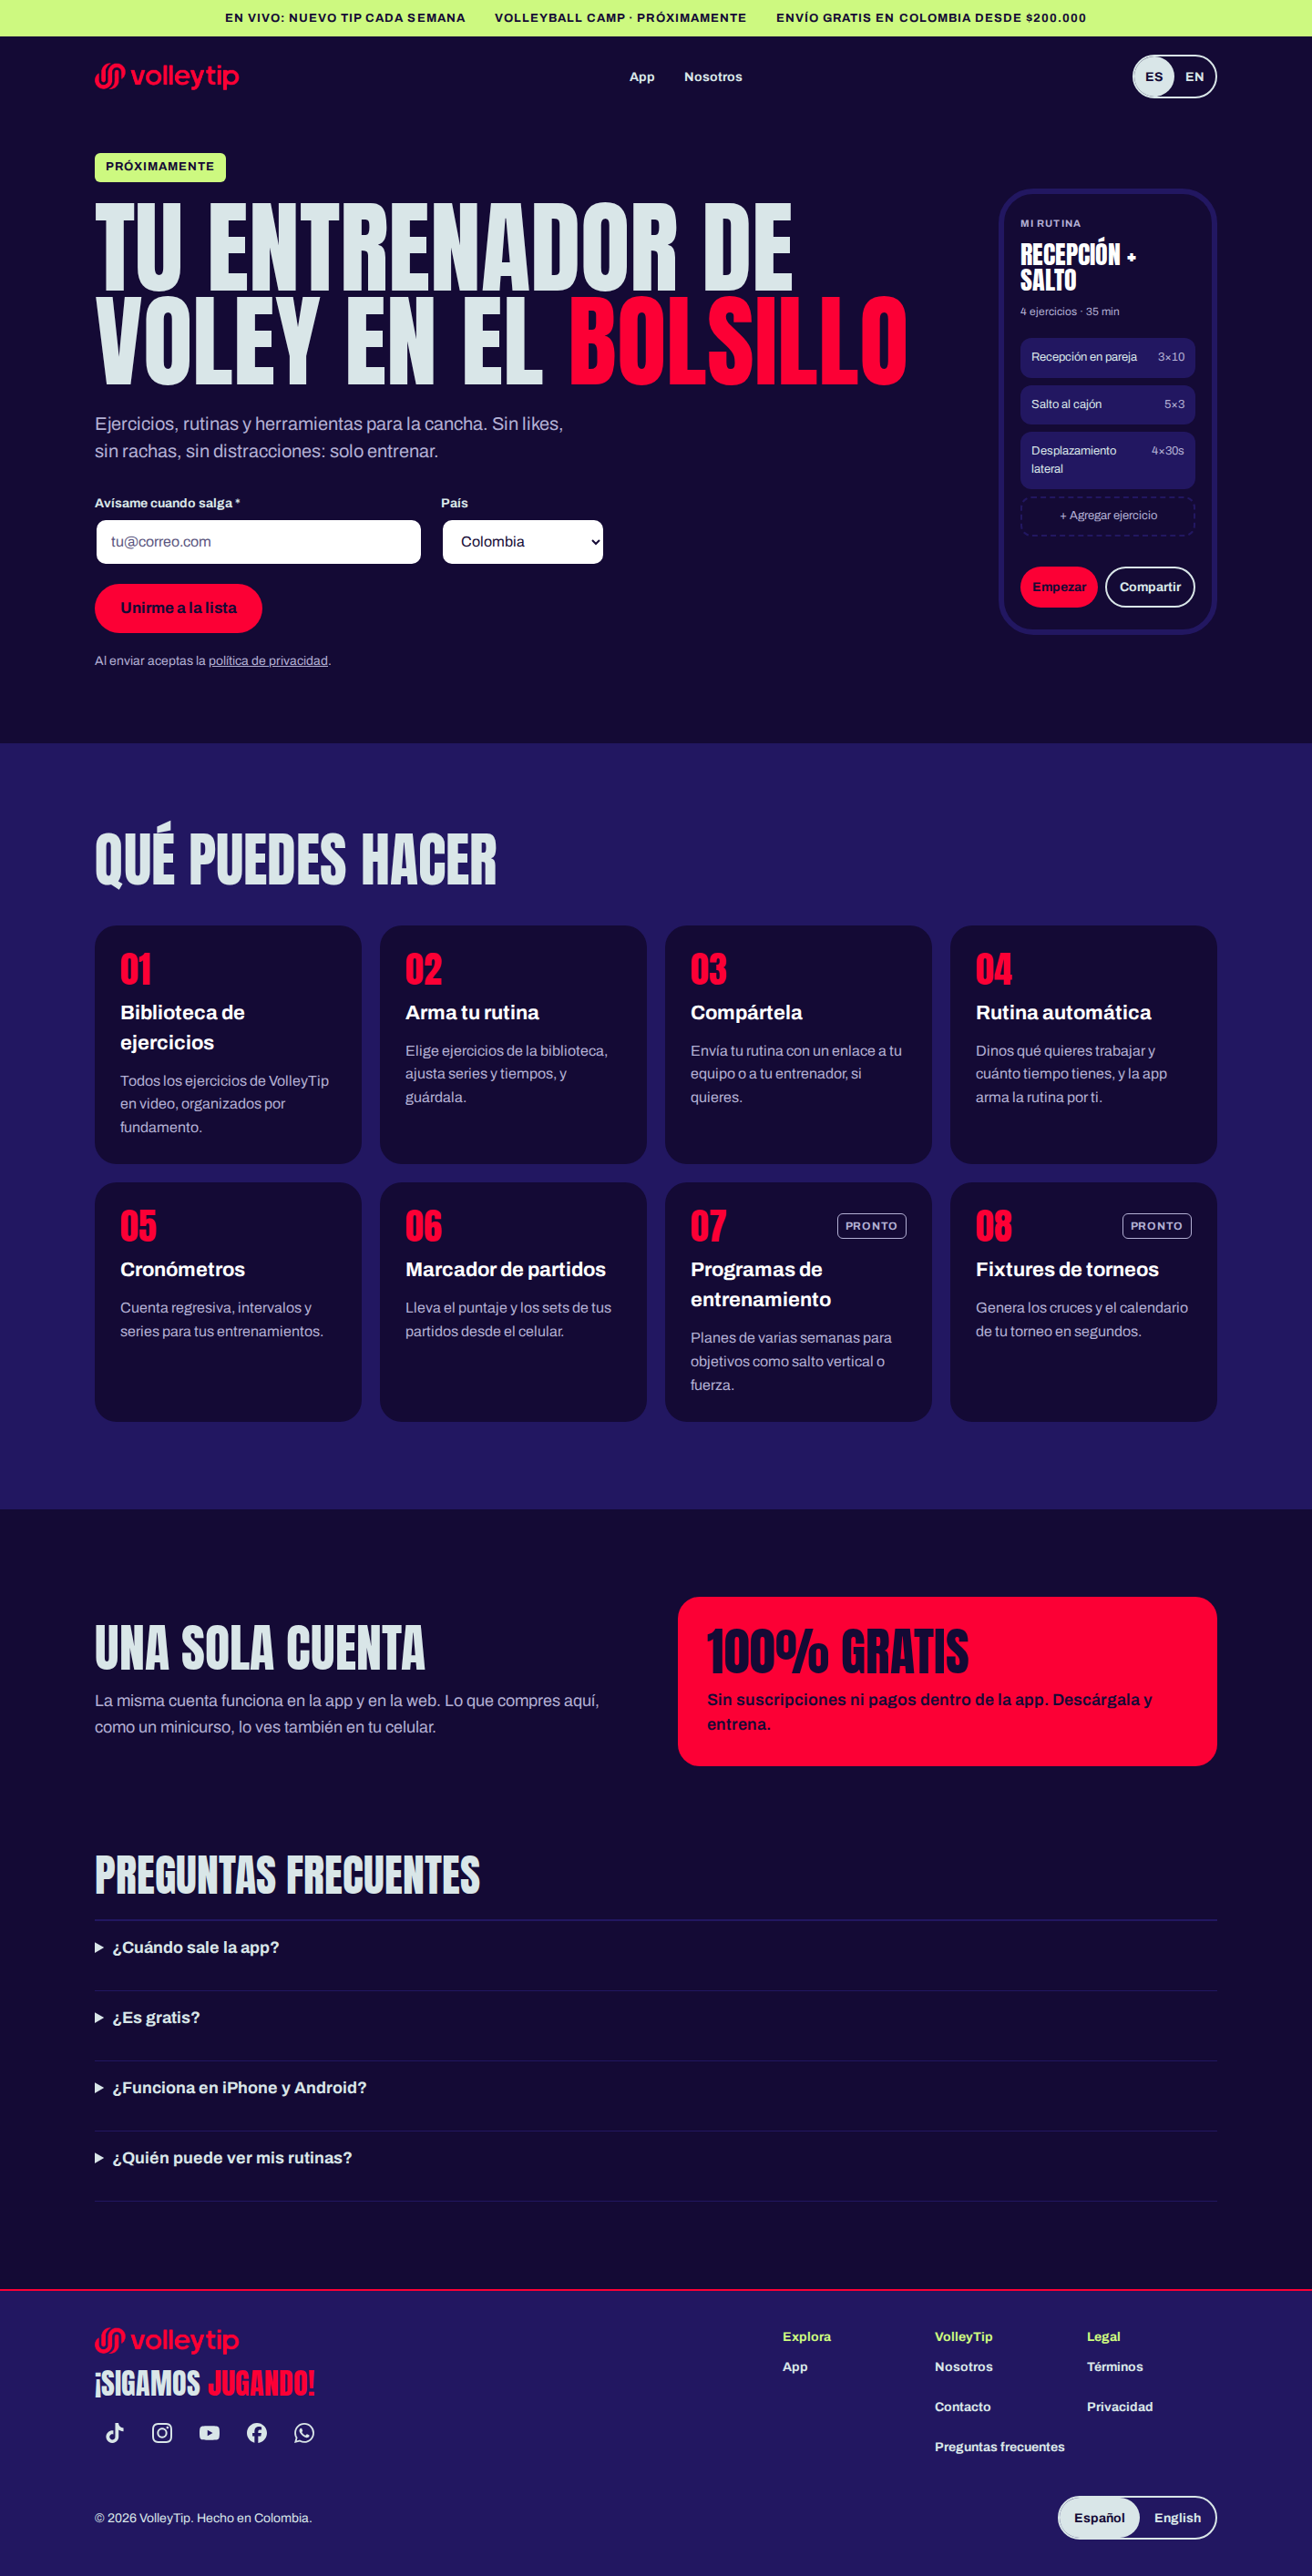 EN VIVO: NUEVO TIP CADA SEMANA VOLLEYBALL CAMP · PRÓXIMAMENTE ENVÍO GRATIS EN COLOMBIA DESDE $200.000
volleytip App Nosotros ES EN
PRÓXIMAMENTE
TU ENTRENADOR DE
VOLEY EN EL BOLSILLO
Ejercicios, rutinas y herramientas para la cancha. Sin likes,
sin rachas, sin distracciones: solo entrenar.
Avísame cuando salga * País
tu@correo.com Colombia
Unirme a la lista
Al enviar aceptas la política de privacidad.
MI RUTINA
RECEPCIÓN +
SALTO
4 ejercicios · 35 min
Recepción en pareja 3×10
Salto al cajón 5×3
Desplazamiento 4×30s
lateral
+ Agregar ejercicio
Empezar Compartir
QUÉ PUEDES HACER
01
Biblioteca de
ejercicios
Todos los ejercicios de VolleyTip
en video, organizados por
fundamento.
02
Arma tu rutina
Elige ejercicios de la biblioteca,
ajusta series y tiempos, y
guárdala.
03
Compártela
Envía tu rutina con un enlace a tu
equipo o a tu entrenador, si
quieres.
04
Rutina automática
Dinos qué quieres trabajar y
cuánto tiempo tienes, y la app
arma la rutina por ti.
05
Cronómetros
Cuenta regresiva, intervalos y
series para tus entrenamientos.
06
Marcador de partidos
Lleva el puntaje y los sets de tus
partidos desde el celular.
07 PRONTO
Programas de
entrenamiento
Planes de varias semanas para
objetivos como salto vertical o
fuerza.
08 PRONTO
Fixtures de torneos
Genera los cruces y el calendario
de tu torneo en segundos.
UNA SOLA CUENTA
La misma cuenta funciona en la app y en la web. Lo que compres aquí,
como un minicurso, lo ves también en tu celular.
100% GRATIS
Sin suscripciones ni pagos dentro de la app. Descárgala y
entrena.
PREGUNTAS FRECUENTES
¿Cuándo sale la app?
¿Es gratis?
¿Funciona en iPhone y Android?
¿Quién puede ver mis rutinas?
volleytip
¡SIGAMOS JUGANDO!
Explora
App
VolleyTip
Nosotros
Contacto
Preguntas frecuentes
Legal
Términos
Privacidad
© 2026 VolleyTip. Hecho en Colombia.
Español English